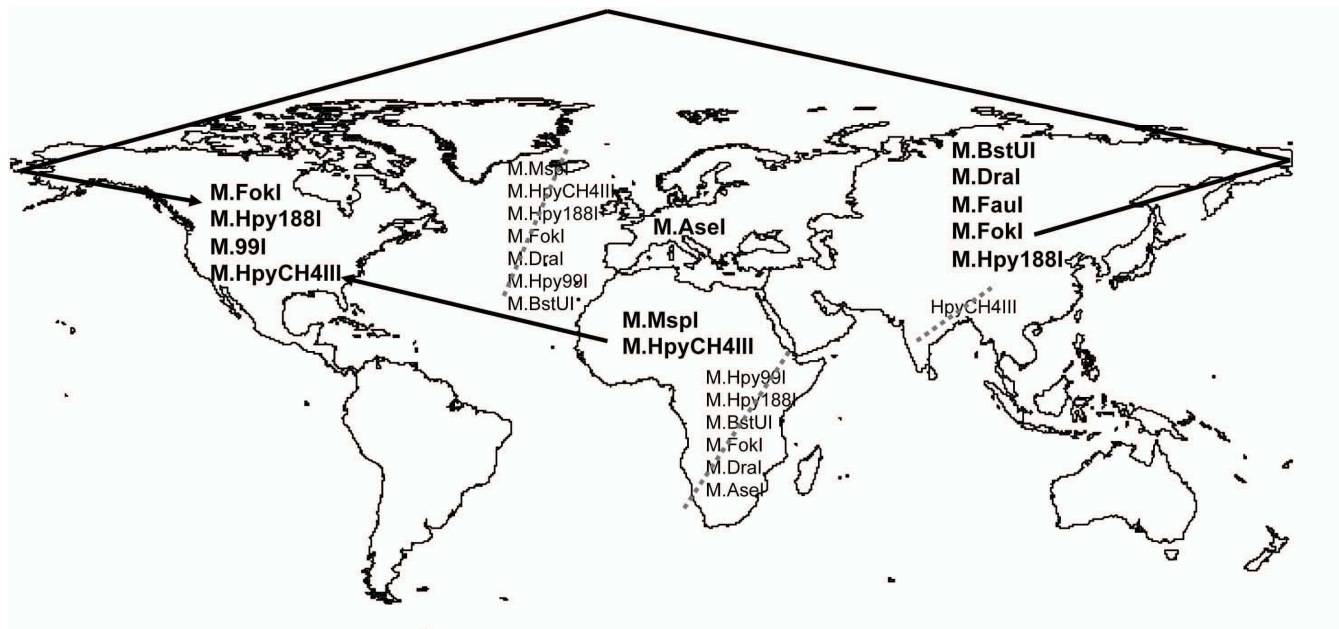 M.FokI
M.Hpy188I
M.99I
M.HpyCH4III
M.MspI
M.HpyCH4III
M.Hpy188I
M.FokI
M.DraI
M.Hpy99I
M.BstUI
M.AseI
M.MspI
M.HpyCH4III
M.Hpy99I
M.Hpy188I
M.BstUI
M.FokI
M.DraI
M.AseI
M.BstUI
M.DraI
M.FauI
M.FokI
M.Hpy188I
HpyCH4III